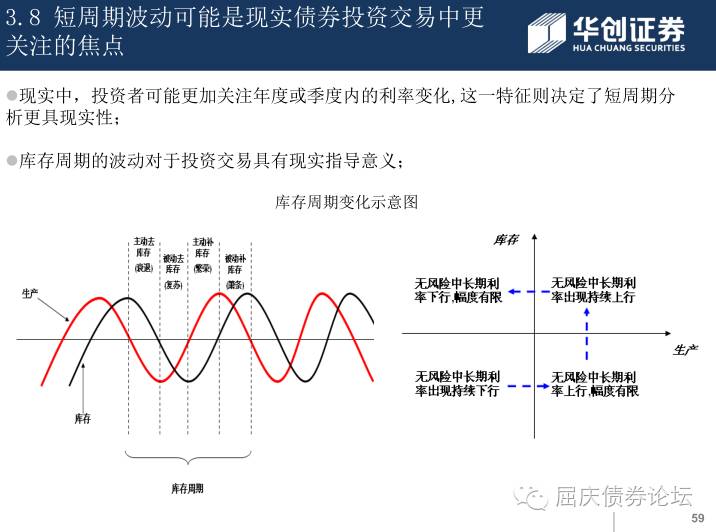 3.8 短周期波动可能是现实债券投资交易中更
关注的焦点
华创证券
HUA CHUANG SECURITIES
●现实中，投资者可能更加关注年度或季度内的利率变化,这一特征则决定了短周期分
析更具现实性；
●库存周期的波动对于投资交易具有现实指导意义；
库存周期变化示意图
主动去
库存
(衰退)
被动去
库存
(复苏)
主动补
库存
(繁荣)
被动补
库存
(萧条)
生产
库存
库存周期
库存
无风险中长期利
率下行,幅度有限
无风险中长期利
率出现持续上行
生产
无风险中长期利
率出现持续下行
无风险中长期利
率上行,幅度有限
屈庆债券论坛
59